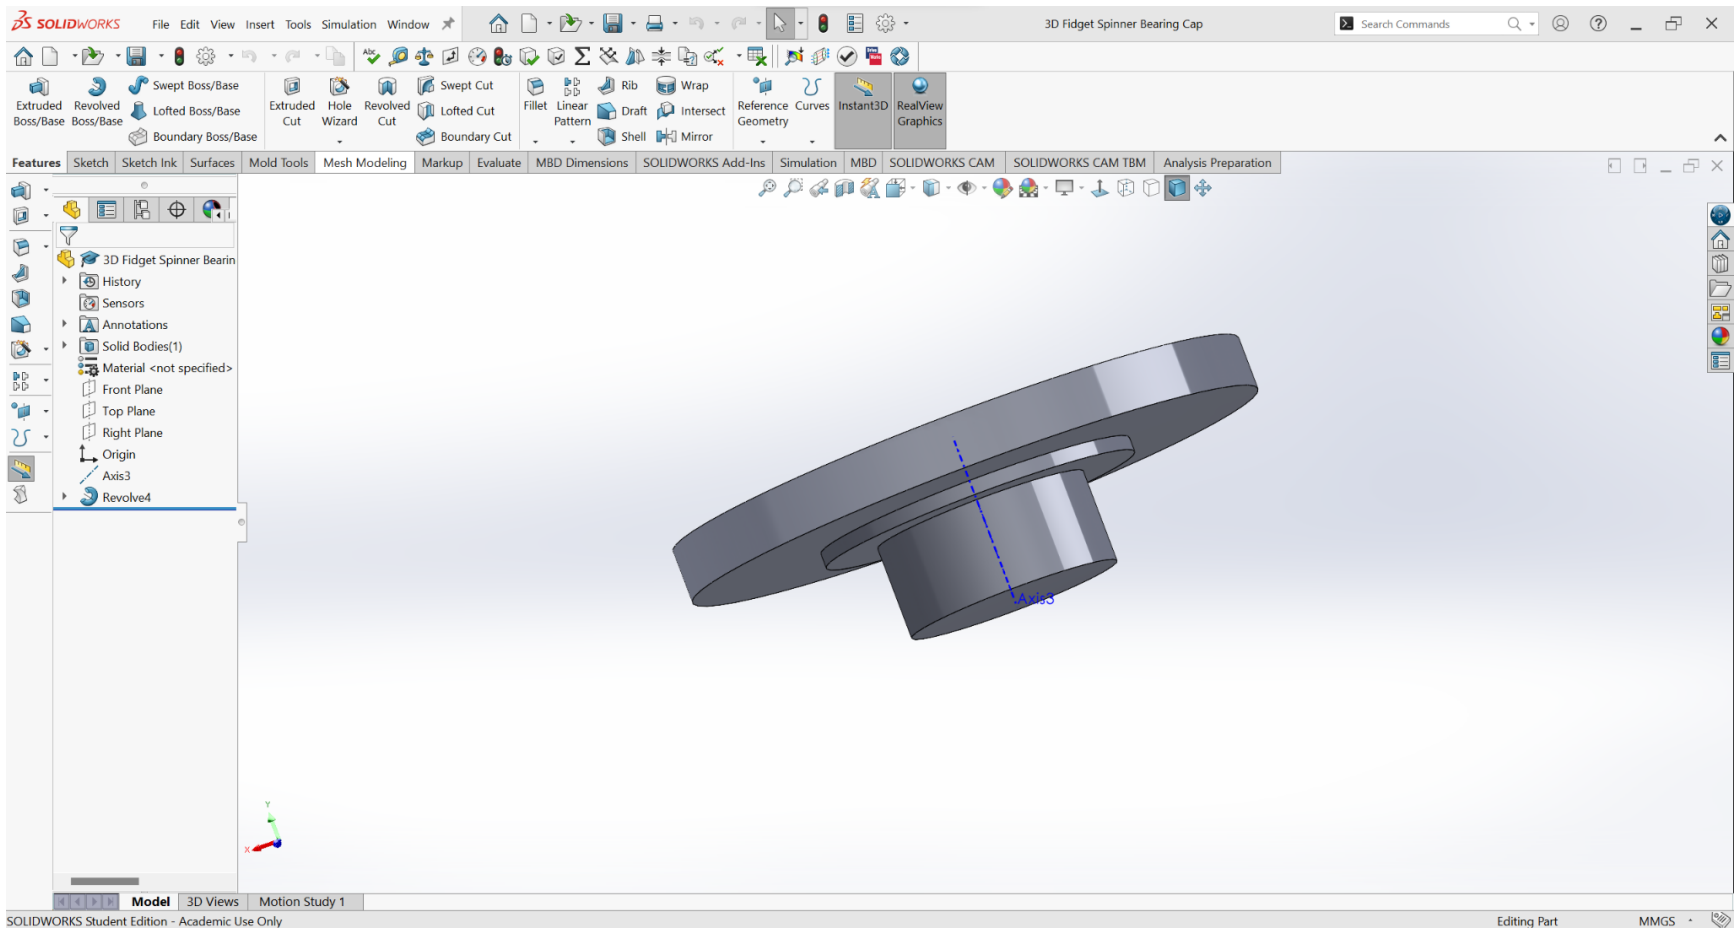 SOLIDWORKS File Edit View Insert Tools Simulation Window 3D Fidget Spinner Bearing Cap Search Commands
Extruded Boss/Base
Revolved Boss/Base
Swept Boss/Base
Lofted Boss/Base
Boundary Boss/Base
Extruded Cut
Hole Wizard
Revolved Cut
Swept Cut
Lofted Cut
Boundary Cut
Fillet
Linear Pattern
Rib
Draft
Shell
Wrap
Intersect
Mirror
Reference Geometry
Curves
Instant3D
RealView Graphics
Features Sketch Sketch Ink Surfaces Mold Tools Mesh Modeling Markup Evaluate MBD Dimensions SOLIDWORKS Add-Ins Simulation MBD SOLIDWORKS CAM SOLIDWORKS CAM TBM Analysis Preparation
3D Fidget Spinner Bearin
History
Sensors
Annotations
Solid Bodies(1)
Material <not specified>
Front Plane
Top Plane
Right Plane
Origin
Axis3
Revolve4
Axis3
Y
X
Model 3D Views Motion Study 1
SOLIDWORKS Student Edition - Academic Use Only Editing Part MMGS